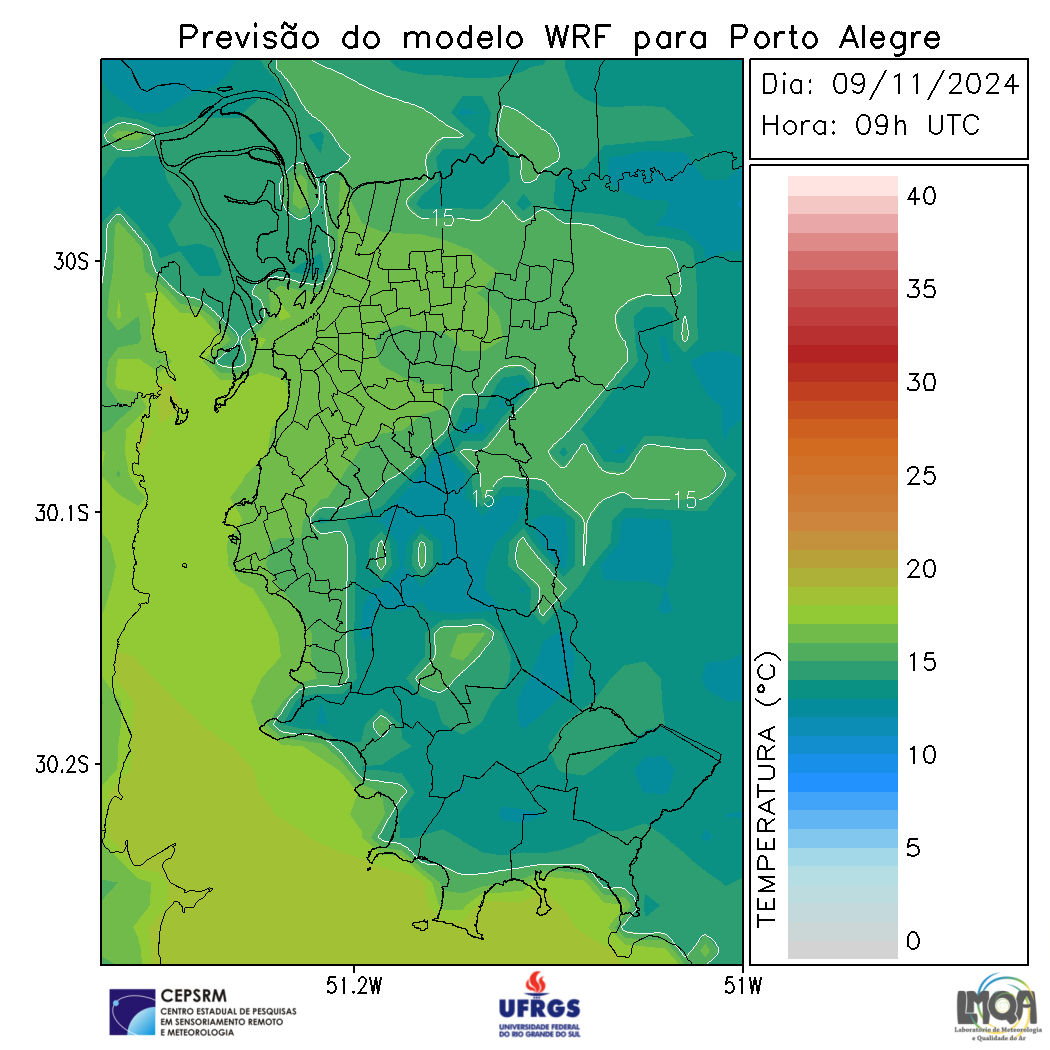 Previsão do modelo WRF para Porto Alegre
Dia: 09/11/2024
Hora: 09h UTC
40
35
30
25
20
15
10
5
0
TEMPERATURA (°C)
15
15
15
30S
30.1S
30.2S
51.2W
51W
CEPSRM
CENTRO ESTADUAL DE PESQUISAS
EM SENSORIAMENTO REMOTO
E METEOROLOGIA
UFRGS
UNIVERSIDADE FEDERAL
DO RIO GRANDE DO SUL
LMQA
Laboratório de Meteorologia
e Qualidade do Ar